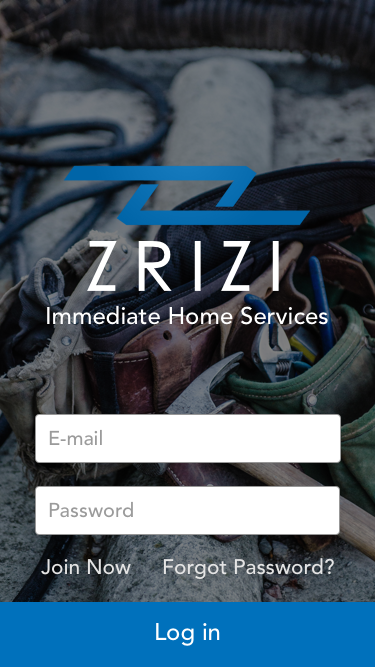 ZRIZI
Immediate Home Services
E-mail
Password
Join Now Forgot Password?
Log in